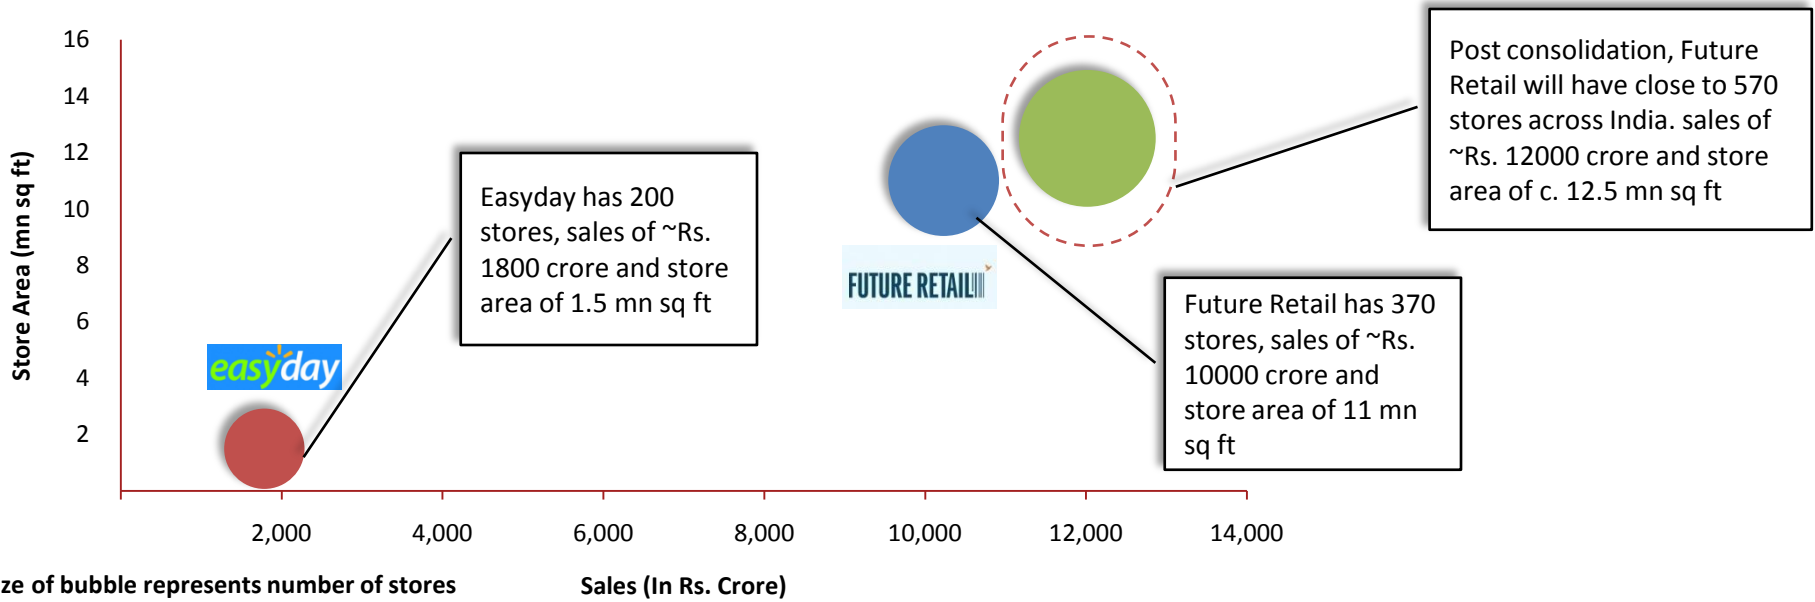 Store Area (mn sq ft)
16
14
12
10
8
6
4
2
easyday
Easyday has 200
stores, sales of ~Rs.
1800 crore and store
area of 1.5 mn sq ft
FUTURE RETAIL
Post consolidation, Future
Retail will have close to 570
stores across India. sales of
~Rs. 12000 crore and store
area of c. 12.5 mn sq ft
Future Retail has 370
stores, sales of ~Rs.
10000 crore and
store area of 11 mn
sq ft
2,000
4,000
6,000
8,000
10,000
12,000
14,000
ze of bubble represents number of stores
Sales (In Rs. Crore)